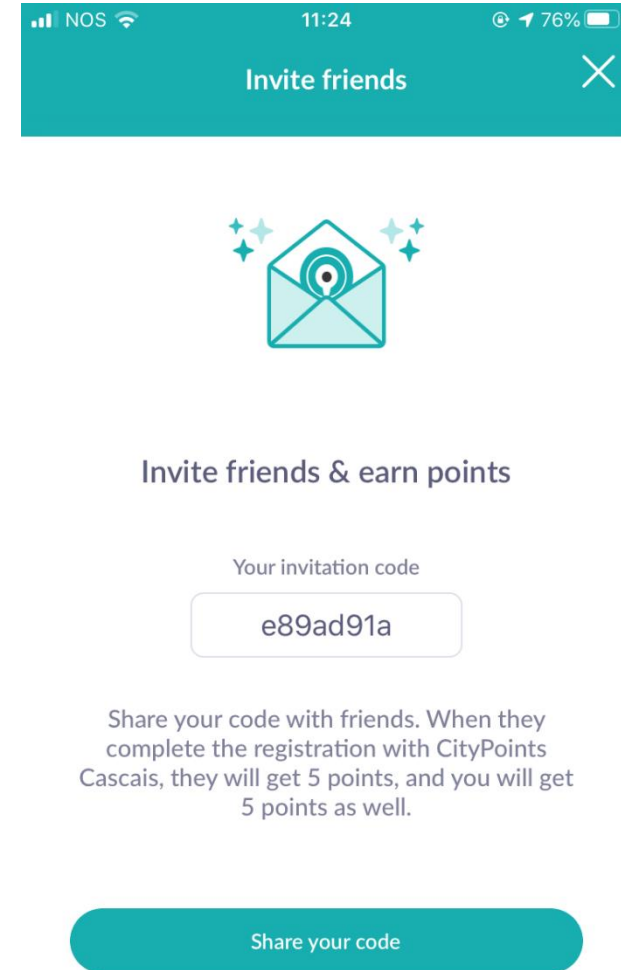 NOS 11:24 76%
Invite friends
Invite friends & earn points
Your invitation code
e89ad91a
Share your code with friends. When they
complete the registration with CityPoints
Cascais, they will get 5 points, and you will get
5 points as well.
Share your code